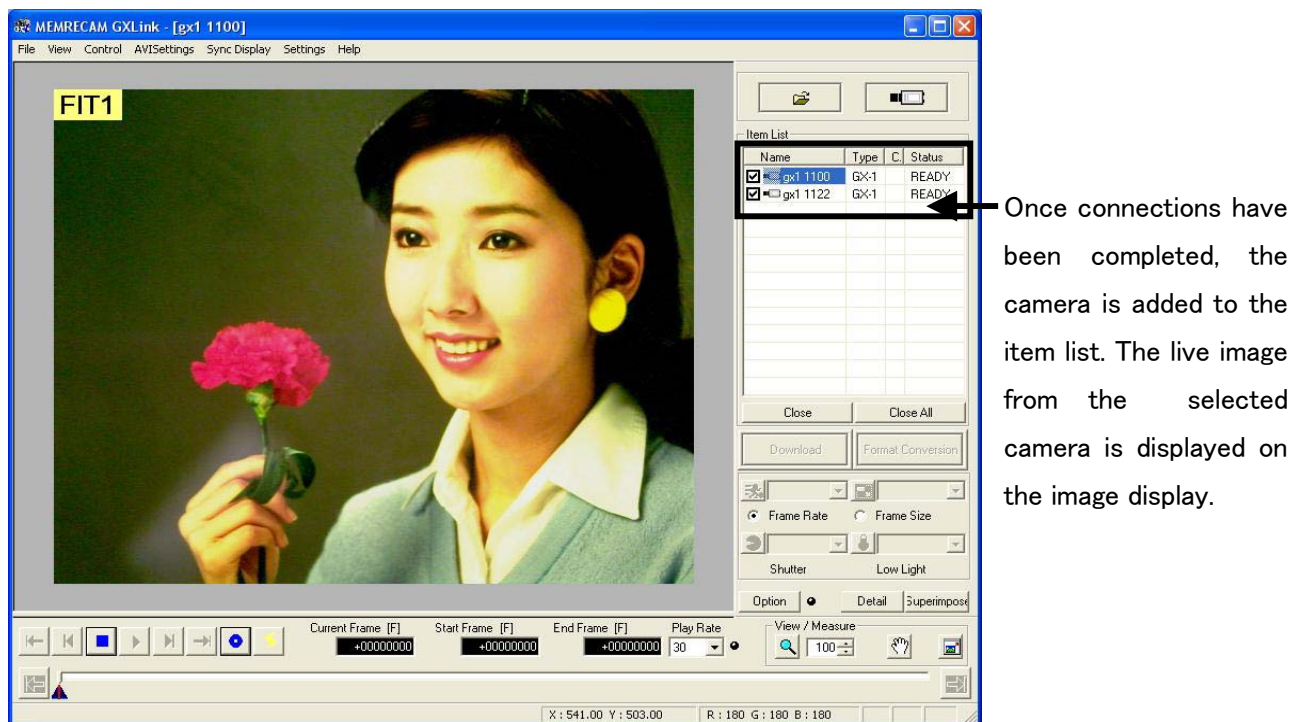 MEMRECAM GXLink - [gx1 1100]
File View Control AVISettings Sync Display Settings Help
FIT1
Item List
Name Type C. Status
gx1 1100 GX-1 READY
gx1 1122 GX-1 READY
Close Close All
Download Format Conversion
Frame Rate Frame Size
Shutter Low Light
Option Detail Superimpose
Current Frame [F] Start Frame [F] End Frame [F] Play Rate View / Measure
+00000000 +00000000 +00000000 30 100
X : 541.00 Y : 503.00 R : 180 G : 180 B : 180
Once connections have
been completed, the
camera is added to the
item list. The live image
from the selected
camera is displayed on
the image display.